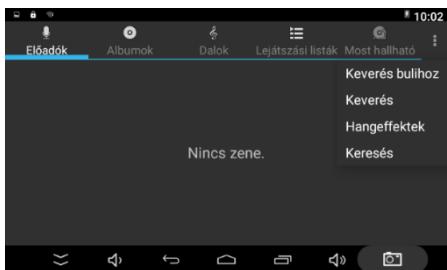 10:02
Előadók Albumok Dalok Lejátszási listák Most hallható
Keverés bulihoz
Keverés
Hangeffektek
Nincs zene.
Keresés